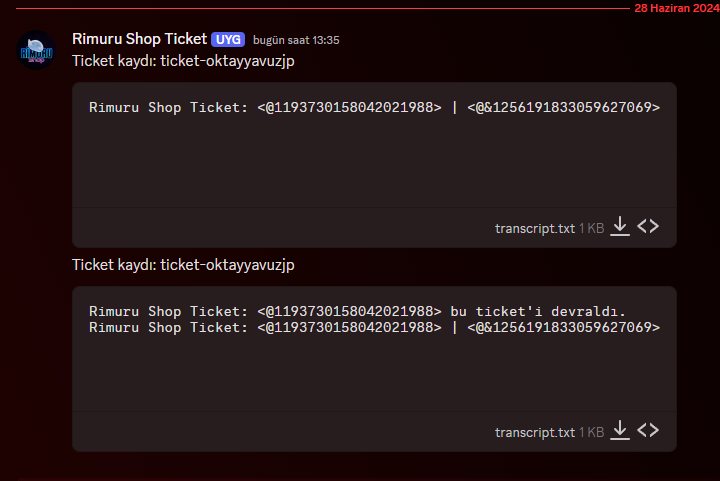 28 Haziran 2024
RIMURU
Shop
Rimuru Shop Ticket UYG bugün saat 13:35
Ticket kaydı: ticket-oktayyavuzjp
Rimuru Shop Ticket: <@1193730158042021988> | <@&1256191833059627069>
transcript.txt 1 KB
Ticket kaydı: ticket-oktayyavuzjp
Rimuru Shop Ticket: <@1193730158042021988> bu ticket'i devraldı.
Rimuru Shop Ticket: <@1193730158042021988> | <@&1256191833059627069>
transcript.txt 1 KB